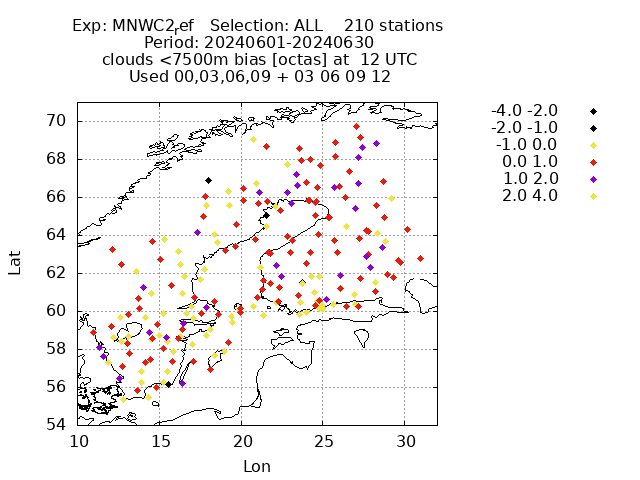 Exp: MNWC2ref   Selection: ALL    210 stations
Period: 20240601-20240630
clouds <7500m bias [octas] at  12 UTC
Used 00,03,06,09 + 03 06 09 12
-4.0 -2.0
-2.0 -1.0
-1.0 0.0
0.0 1.0
1.0 2.0
2.0 4.0
70
68
66
64
62
60
58
56
54
Lat
10 15 20 25 30
Lon